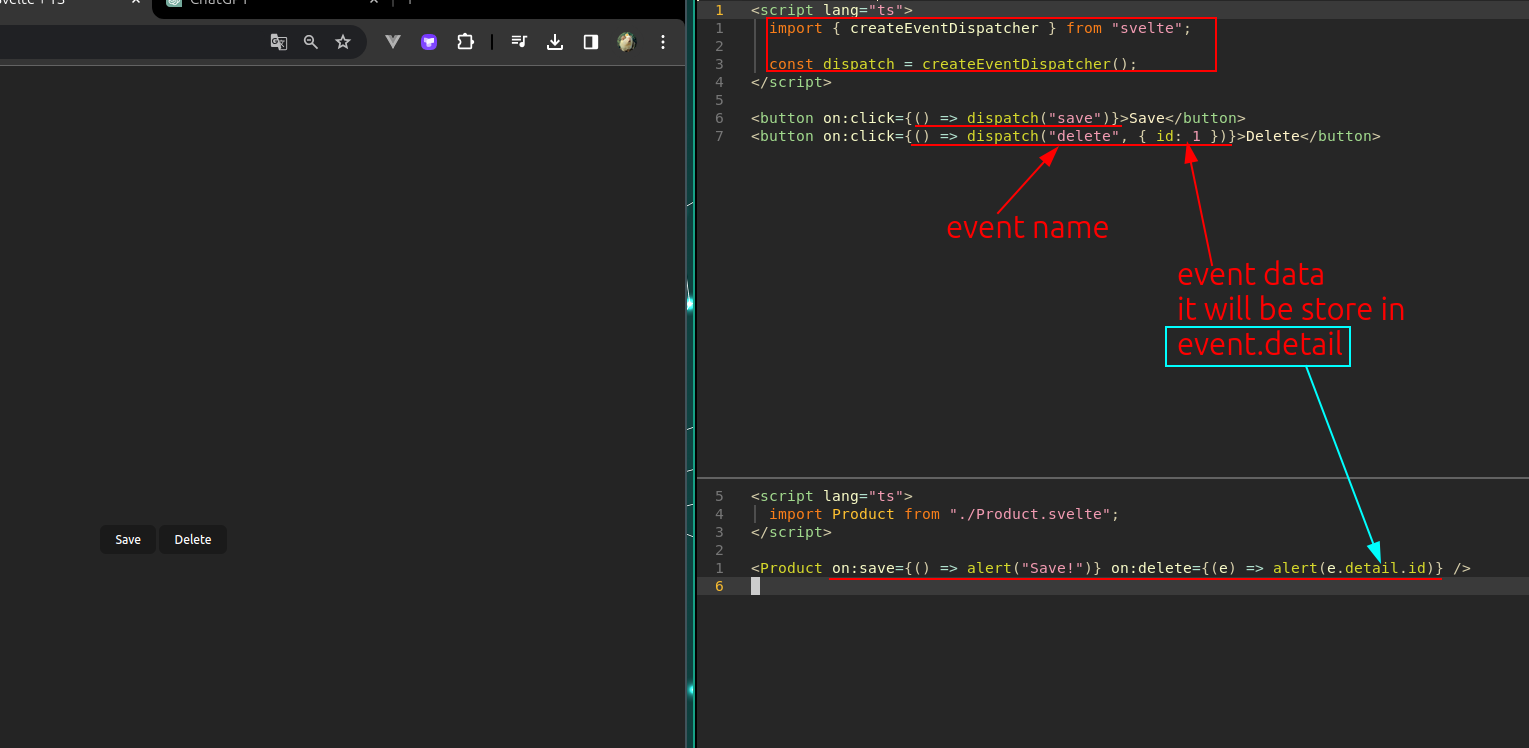 ChatGPT
Save
Delete
1 <script lang="ts">
1 import { createEventDispatcher } from "svelte";
2
3 const dispatch = createEventDispatcher();
4 </script>
5
6 <button on:click={() => dispatch("save")}>Save</button>
7 <button on:click={() => dispatch("delete", { id: 1 })}>Delete</button>
event name
event data
it will be store in
event.detail
5 <script lang="ts">
4 import Product from "./Product.svelte";
3 </script>
2
1 <Product on:save={() => alert("Save!")} on:delete={(e) => alert(e.detail.id)} />
6